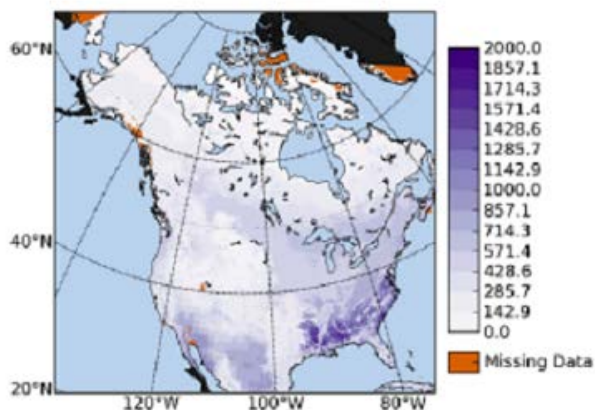 60°N
40°N
20°N
120°W
100°W
80°W
2000.0
1857.1
1714.3
1571.4
1428.6
1285.7
1142.9
1000.0
857.1
714.3
571.4
428.6
285.7
142.9
0.0
Missing Data